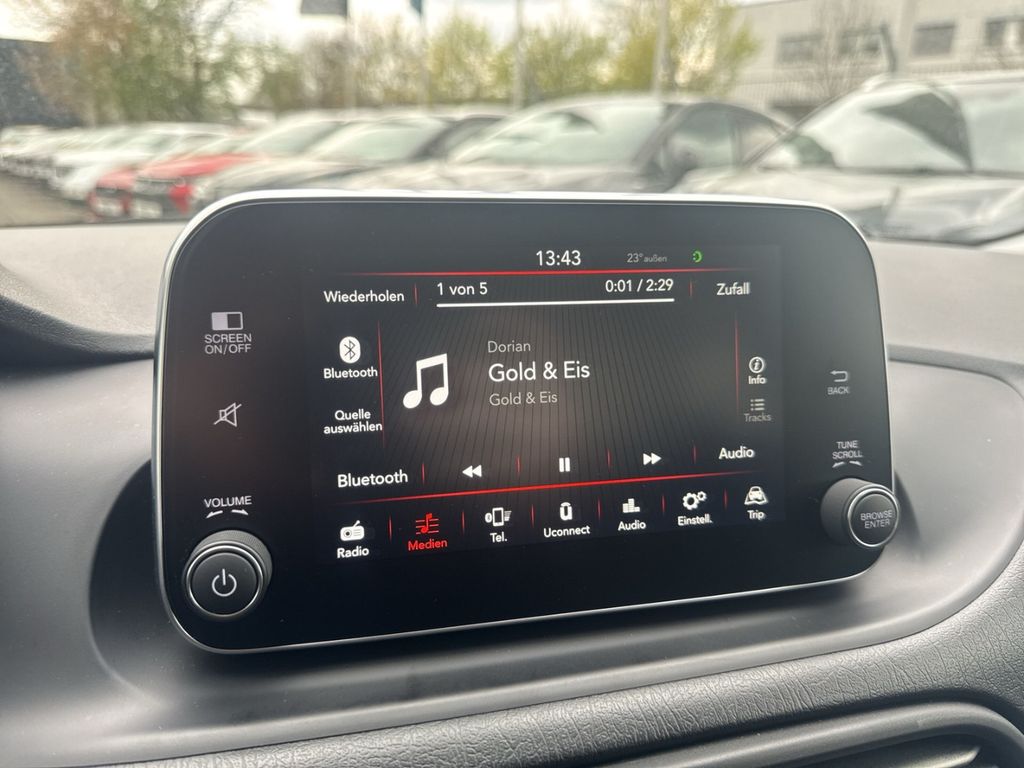 13:43
23° außen
Wiederholen
1 von 5
0:01 / 2:29
Zufall
SCREEN
ON/OFF
Bluetooth
Dorian
Gold & Eis
Gold & Eis
Info
BACK
Quelle
auswählen
Tracks
TUNE
SCROLL
Bluetooth
Audio
VOLUME
Radio
Medien
Tel.
Uconnect
Audio
Einstell.
Trip
BROWSE
ENTER